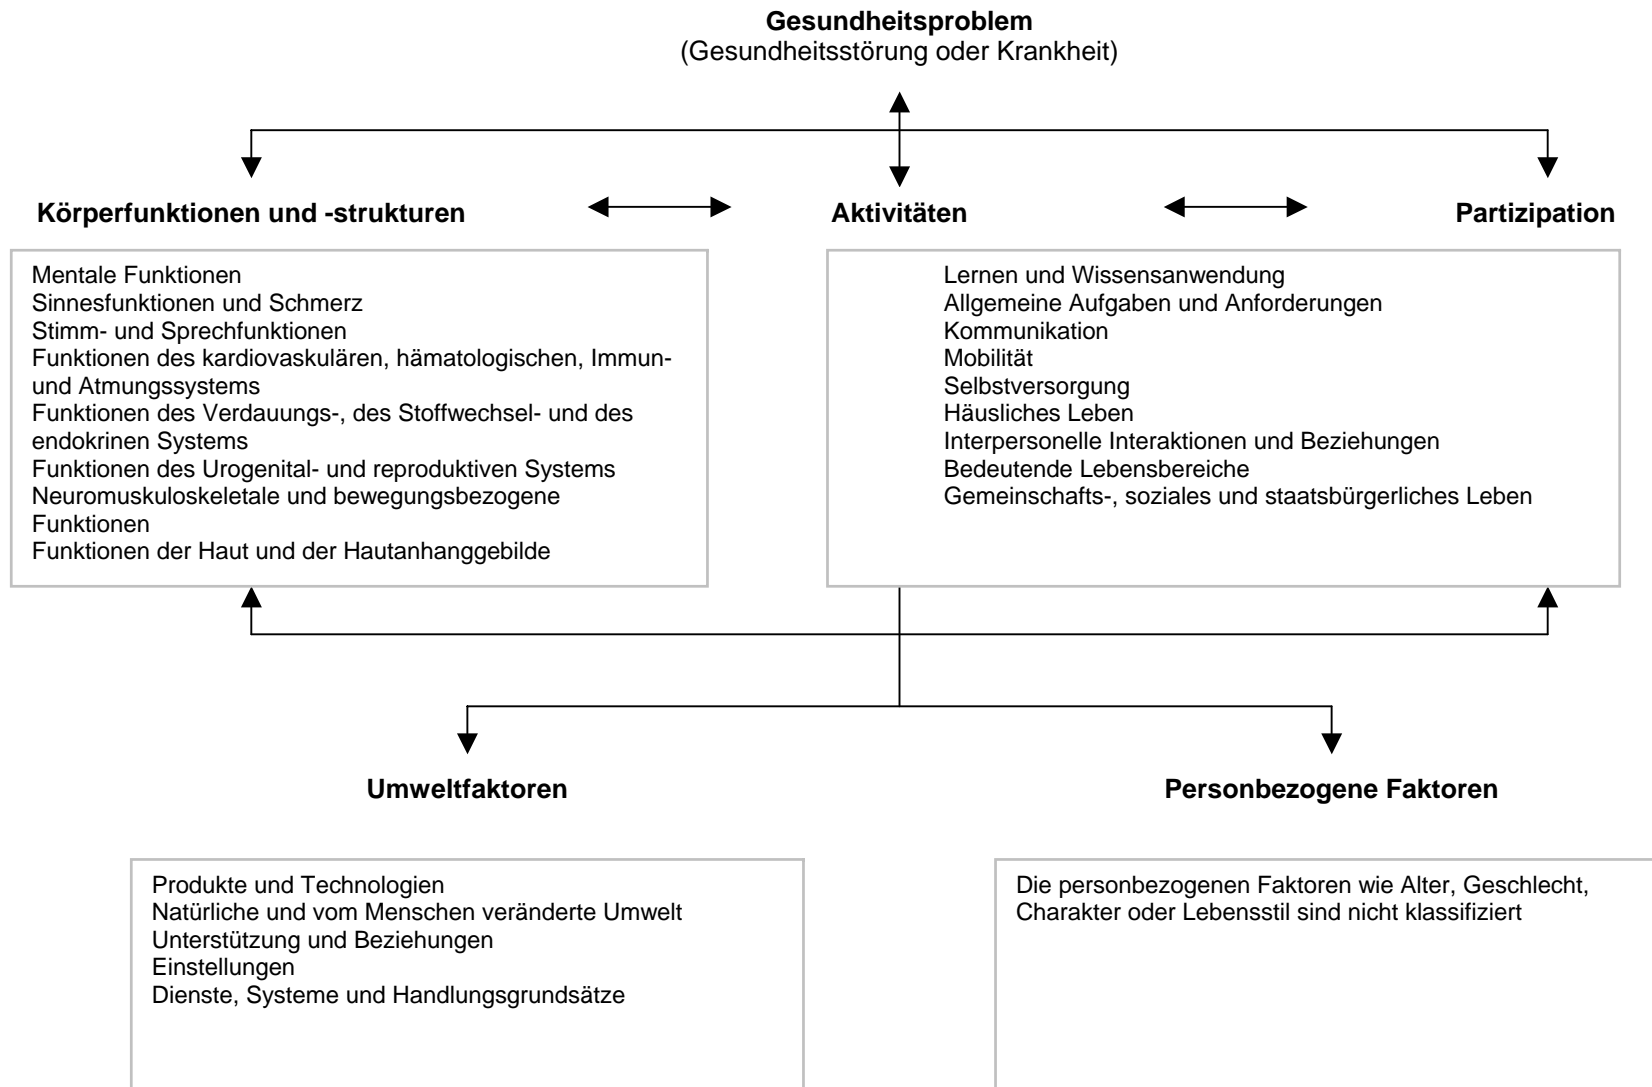 Gesundheitsproblem
(Gesundheitsstörung oder Krankheit)
Körperfunktionen und -strukturen
Aktivitäten
Partizipation
Mentale Funktionen
Sinnesfunktionen und Schmerz
Stimm- und Sprechfunktionen
Funktionen des kardiovaskulären, hämatologischen, Immun-
und Atmungssystems
Funktionen des Verdauungs-, des Stoffwechsel- und des
endokrinen Systems
Funktionen des Urogenital- und reproduktiven Systems
Neuromuskuloskeletale und bewegungsbezogene
Funktionen
Funktionen der Haut und der Hautanhanggebilde
Lernen und Wissensanwendung
Allgemeine Aufgaben und Anforderungen
Kommunikation
Mobilität
Selbstversorgung
Häusliches Leben
Interpersonelle Interaktionen und Beziehungen
Bedeutende Lebensbereiche
Gemeinschafts-, soziales und staatsbürgerliches Leben
Umweltfaktoren
Personbezogene Faktoren
Produkte und Technologien
Natürliche und vom Menschen veränderte Umwelt
Unterstützung und Beziehungen
Einstellungen
Dienste, Systeme und Handlungsgrundsätze
Die personbezogenen Faktoren wie Alter, Geschlecht,
Charakter oder Lebensstil sind nicht klassifiziert